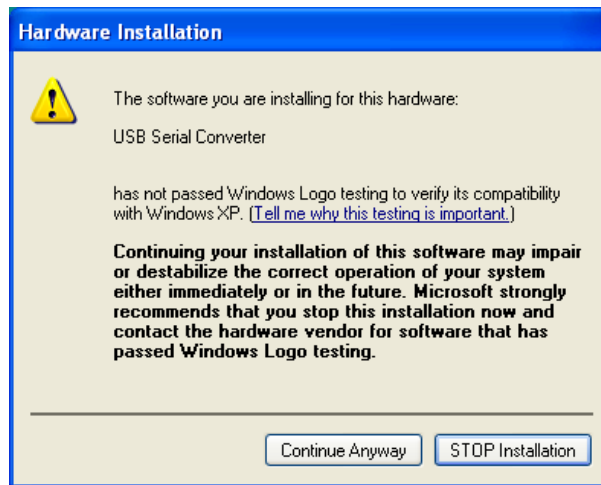 Hardware Installation
The software you are installing for this hardware:
USB Serial Converter
has not passed Windows Logo testing to verify its compatibility
with Windows XP. (Tell me why this testing is important.)
Continuing your installation of this software may impair
or destabilize the correct operation of your system
either immediately or in the future. Microsoft strongly
recommends that you stop this installation now and
contact the hardware vendor for software that has
passed Windows Logo testing.
Continue Anyway
STOP Installation